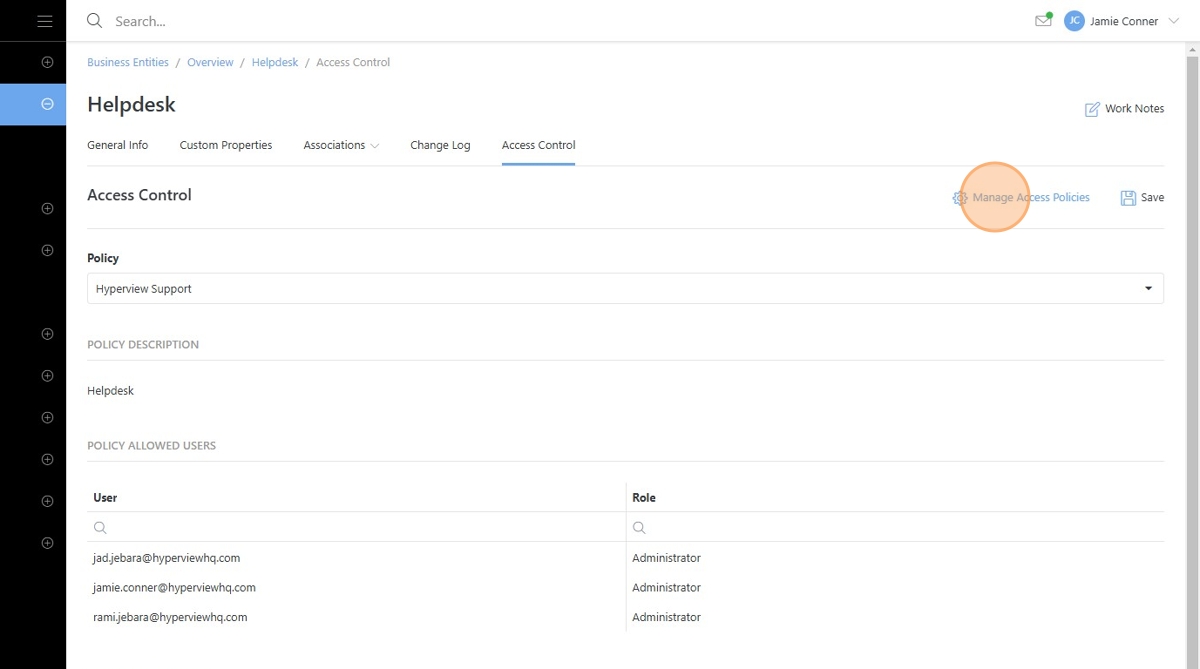 Search...
JC Jamie Conner
Business Entities / Overview / Helpdesk / Access Control
Helpdesk
Work Notes
General Info Custom Properties Associations Change Log Access Control
Access Control
Manage Access Policies Save
Policy
Hyperview Support
POLICY DESCRIPTION
Helpdesk
POLICY ALLOWED USERS
User Role
jad.jebara@hyperviewhq.com Administrator
jamie.conner@hyperviewhq.com Administrator
rami.jebara@hyperviewhq.com Administrator